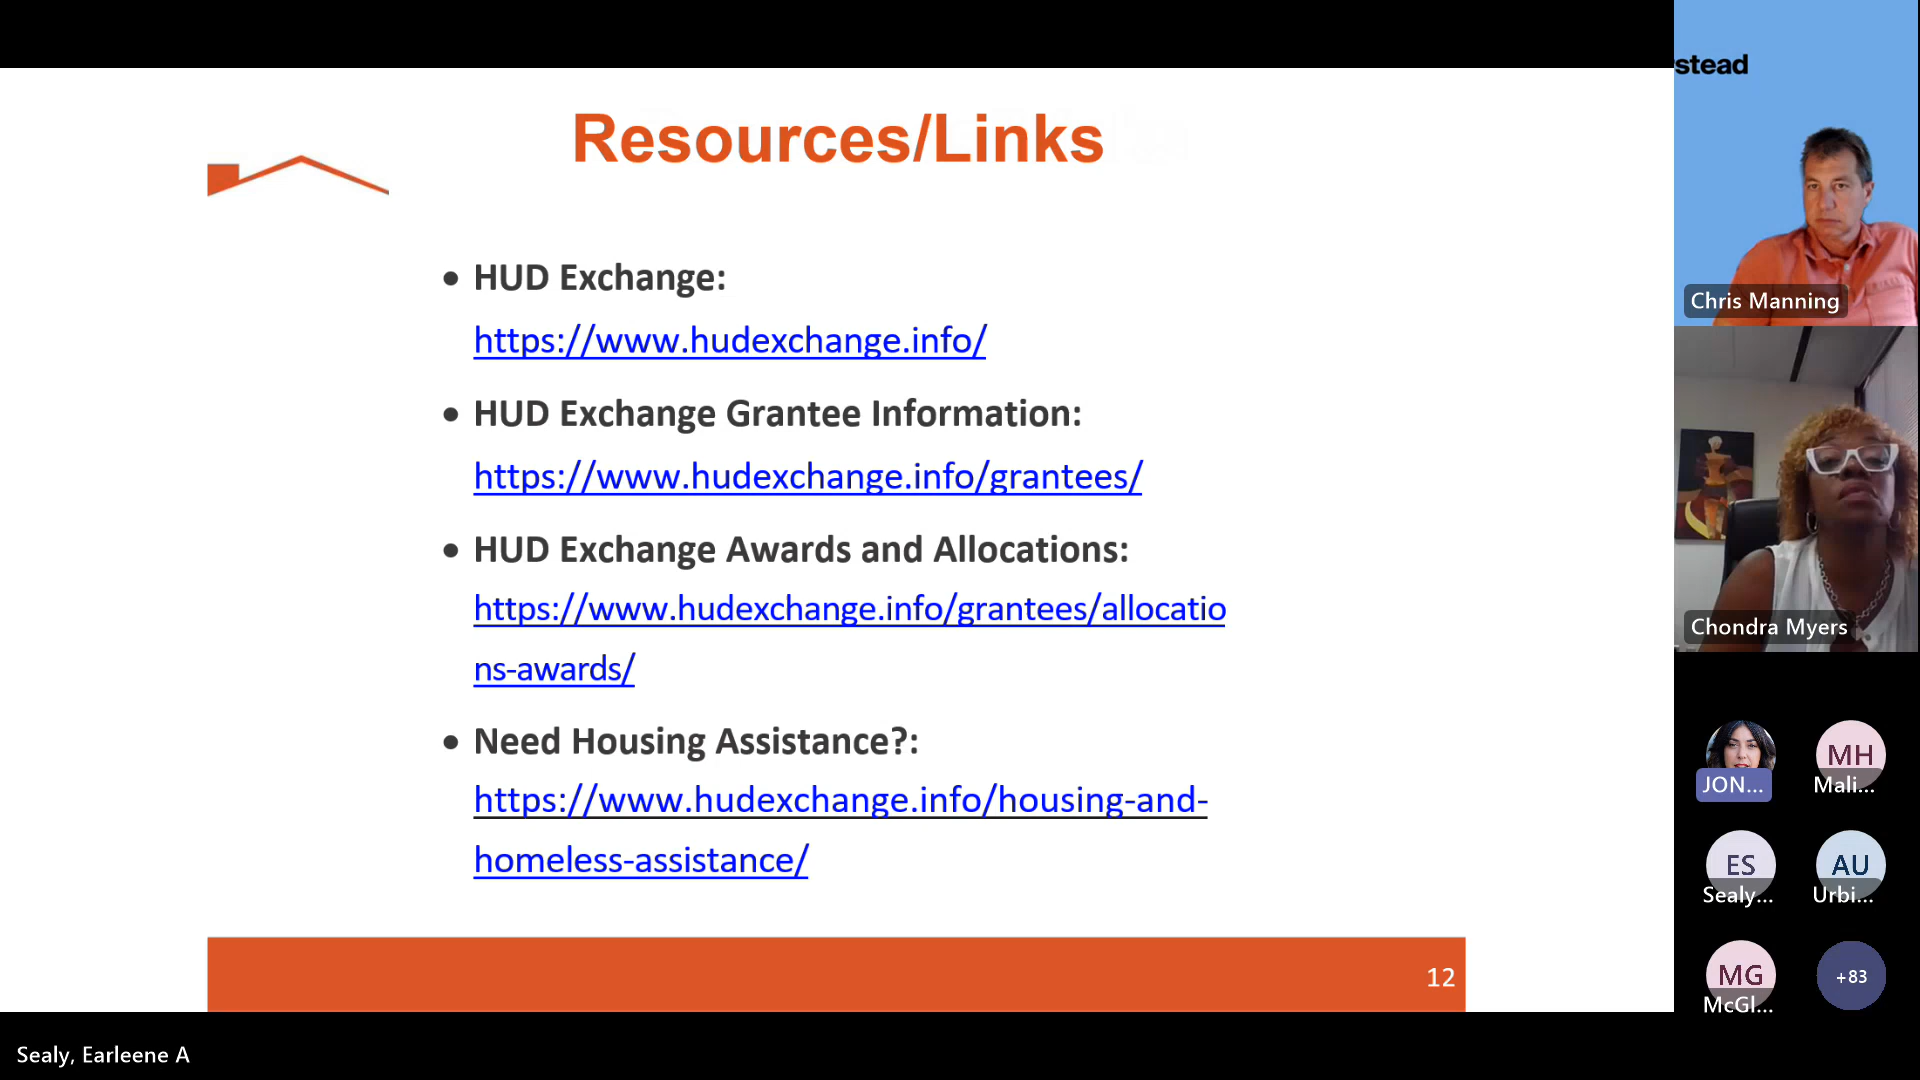 Resources/Links
• HUD Exchange:
https://www.hudexchange.info/
• HUD Exchange Grantee Information:
https://www.hudexchange.info/grantees/
• HUD Exchange Awards and Allocations:
https://www.hudexchange.info/grantees/allocatio
ns-awards/
• Need Housing Assistance?:
https://www.hudexchange.info/housing-and-
homeless-assistance/
12
Sealy, Earleene A
stead
Chris Manning
Chondra Myers
JON...
MH
Mali...
ES
Sealy...
AU
Urbi...
MG
McGl...
+83